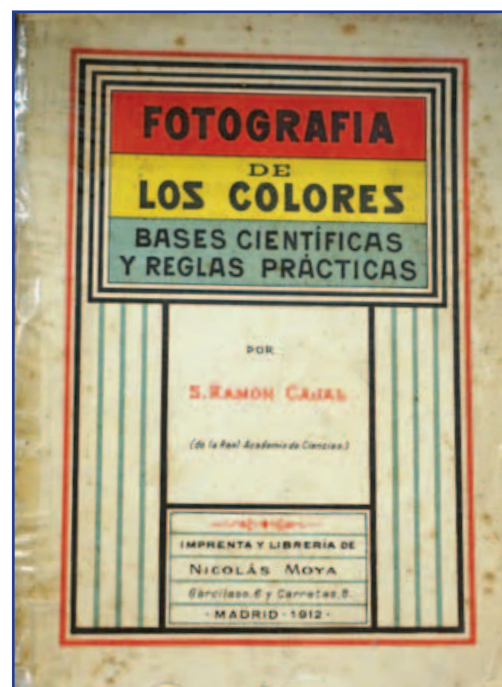 FOTOGRAFIA
DE
LOS COLORES
BASES CIENTÍFICAS
Y REGLAS PRÁCTICAS
POR
S. RAMÓN CAJAL
(de la Real Academia de Ciencias.)
IMPRENTA Y LIBRERÍA DE
NICOLÁS MOYA
Garcilaso, 6 y Carretas, 8.
· MADRID · 1912 ·